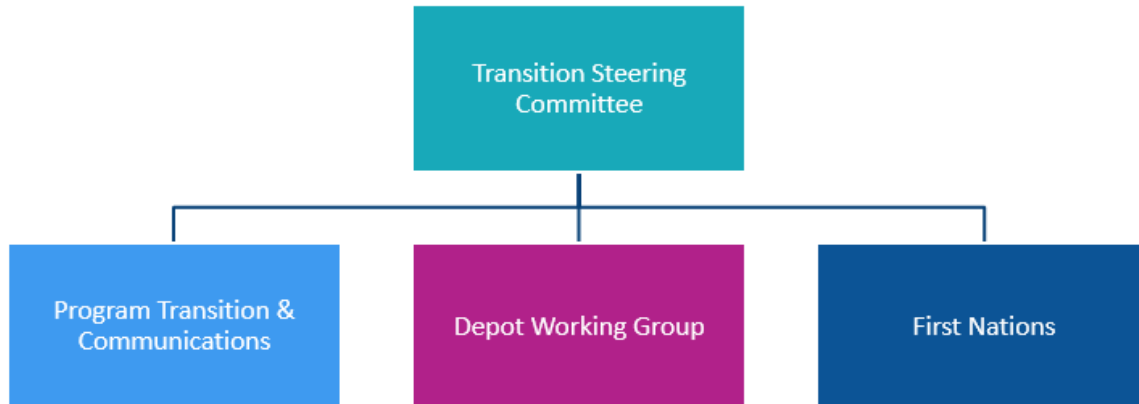 Transition Steering
Committee
Program Transition &
Communications
Depot Working Group
First Nations